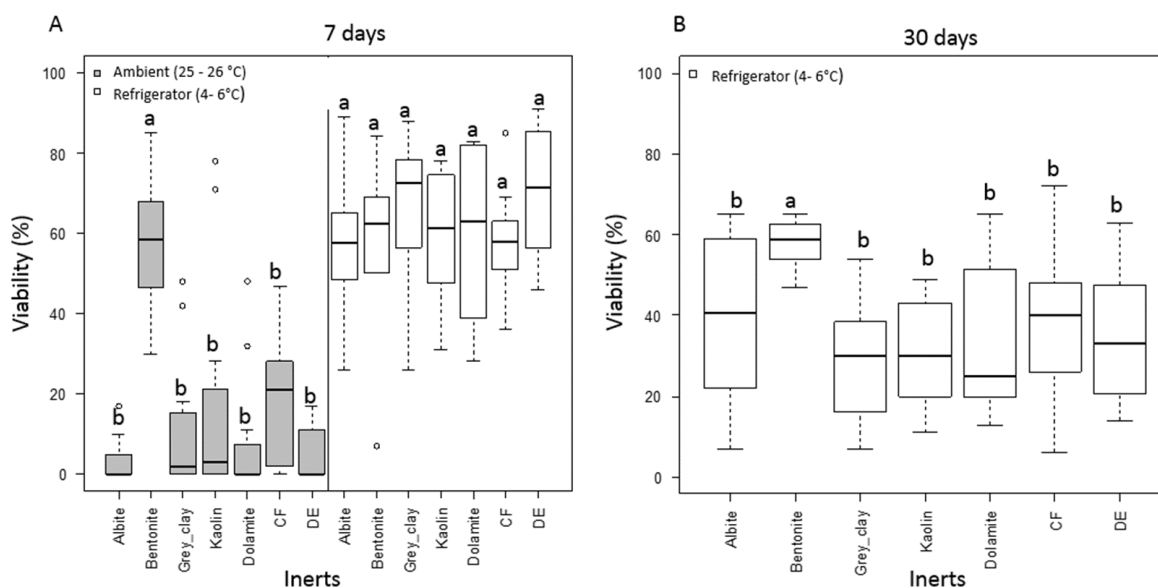 A
7 days
Ambient (25 - 26 °C)
Refrigerator (4- 6°C)
Viability (%)
100
80
60
40
20
0
b
a
b
b
b
b
b
a
a
a
a
a
a
a
Albite
Bentonite
Grey_clay
Kaolin
Dolamite
CF
DE
Albite
Bentonite
Grey_clay
Kaolin
Dolamite
CF
DE
Inerts
B
30 days
Refrigerator (4- 6°C)
Viability (%)
100
80
60
40
20
0
b
a
b
b
b
b
b
Albite
Bentonite
Grey_clay
Kaolin
Dolamite
CF
DE
Inerts